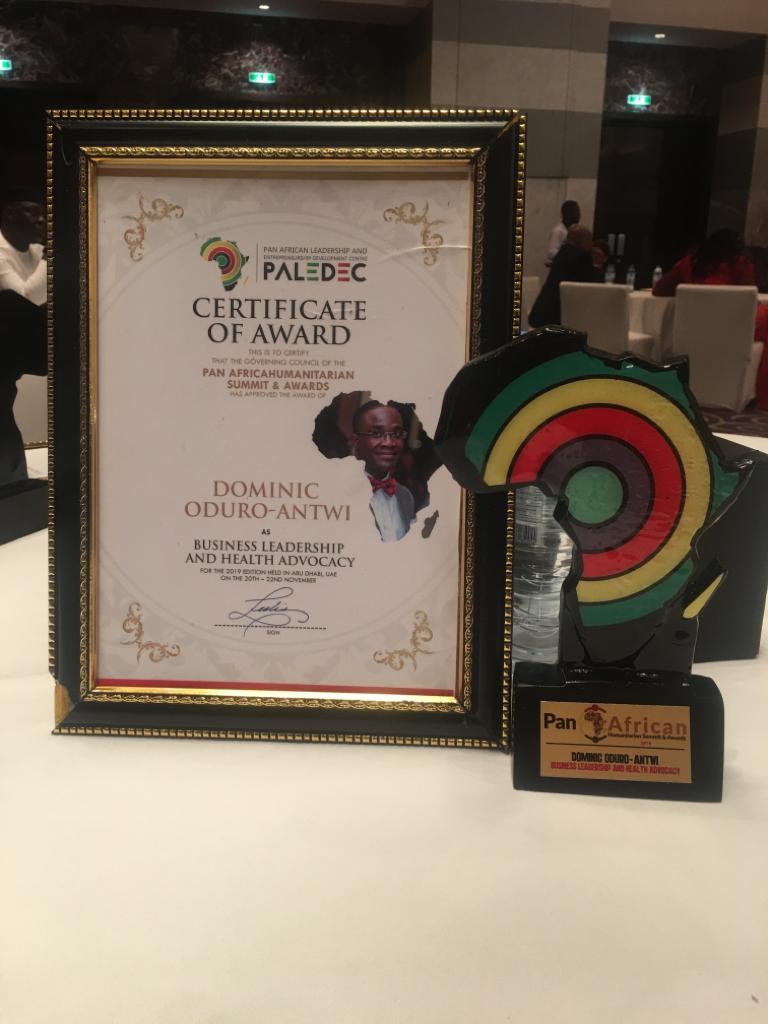 PAN AFRICAN LEADERSHIP AND
ENTREPRENEURSHIP DEVELOPMENT CENTRE
PALEDEC
CERTIFICATE
OF AWARD
THIS IS TO CERTIFY
THAT THE GOVERNING COUNCIL OF THE
PAN AFRICAHUMANITARIAN
SUMMIT & AWARDS
HAS APPROVED THE AWARD OF
DOMINIC
ODURO-ANTWI
AS
BUSINESS LEADERSHIP
AND HEALTH ADVOCACY
FOR THE 2019 EDITION HELD IN ABU DHABI, UAE
ON THE 20TH – 22ND NOVEMBER
SIGN
Pan African
Humanitarian Summit & Awards
2019
DOMINIC ODURO-ANTWI
BUSINESS LEADERSHIP AND HEALTH ADVOCACY